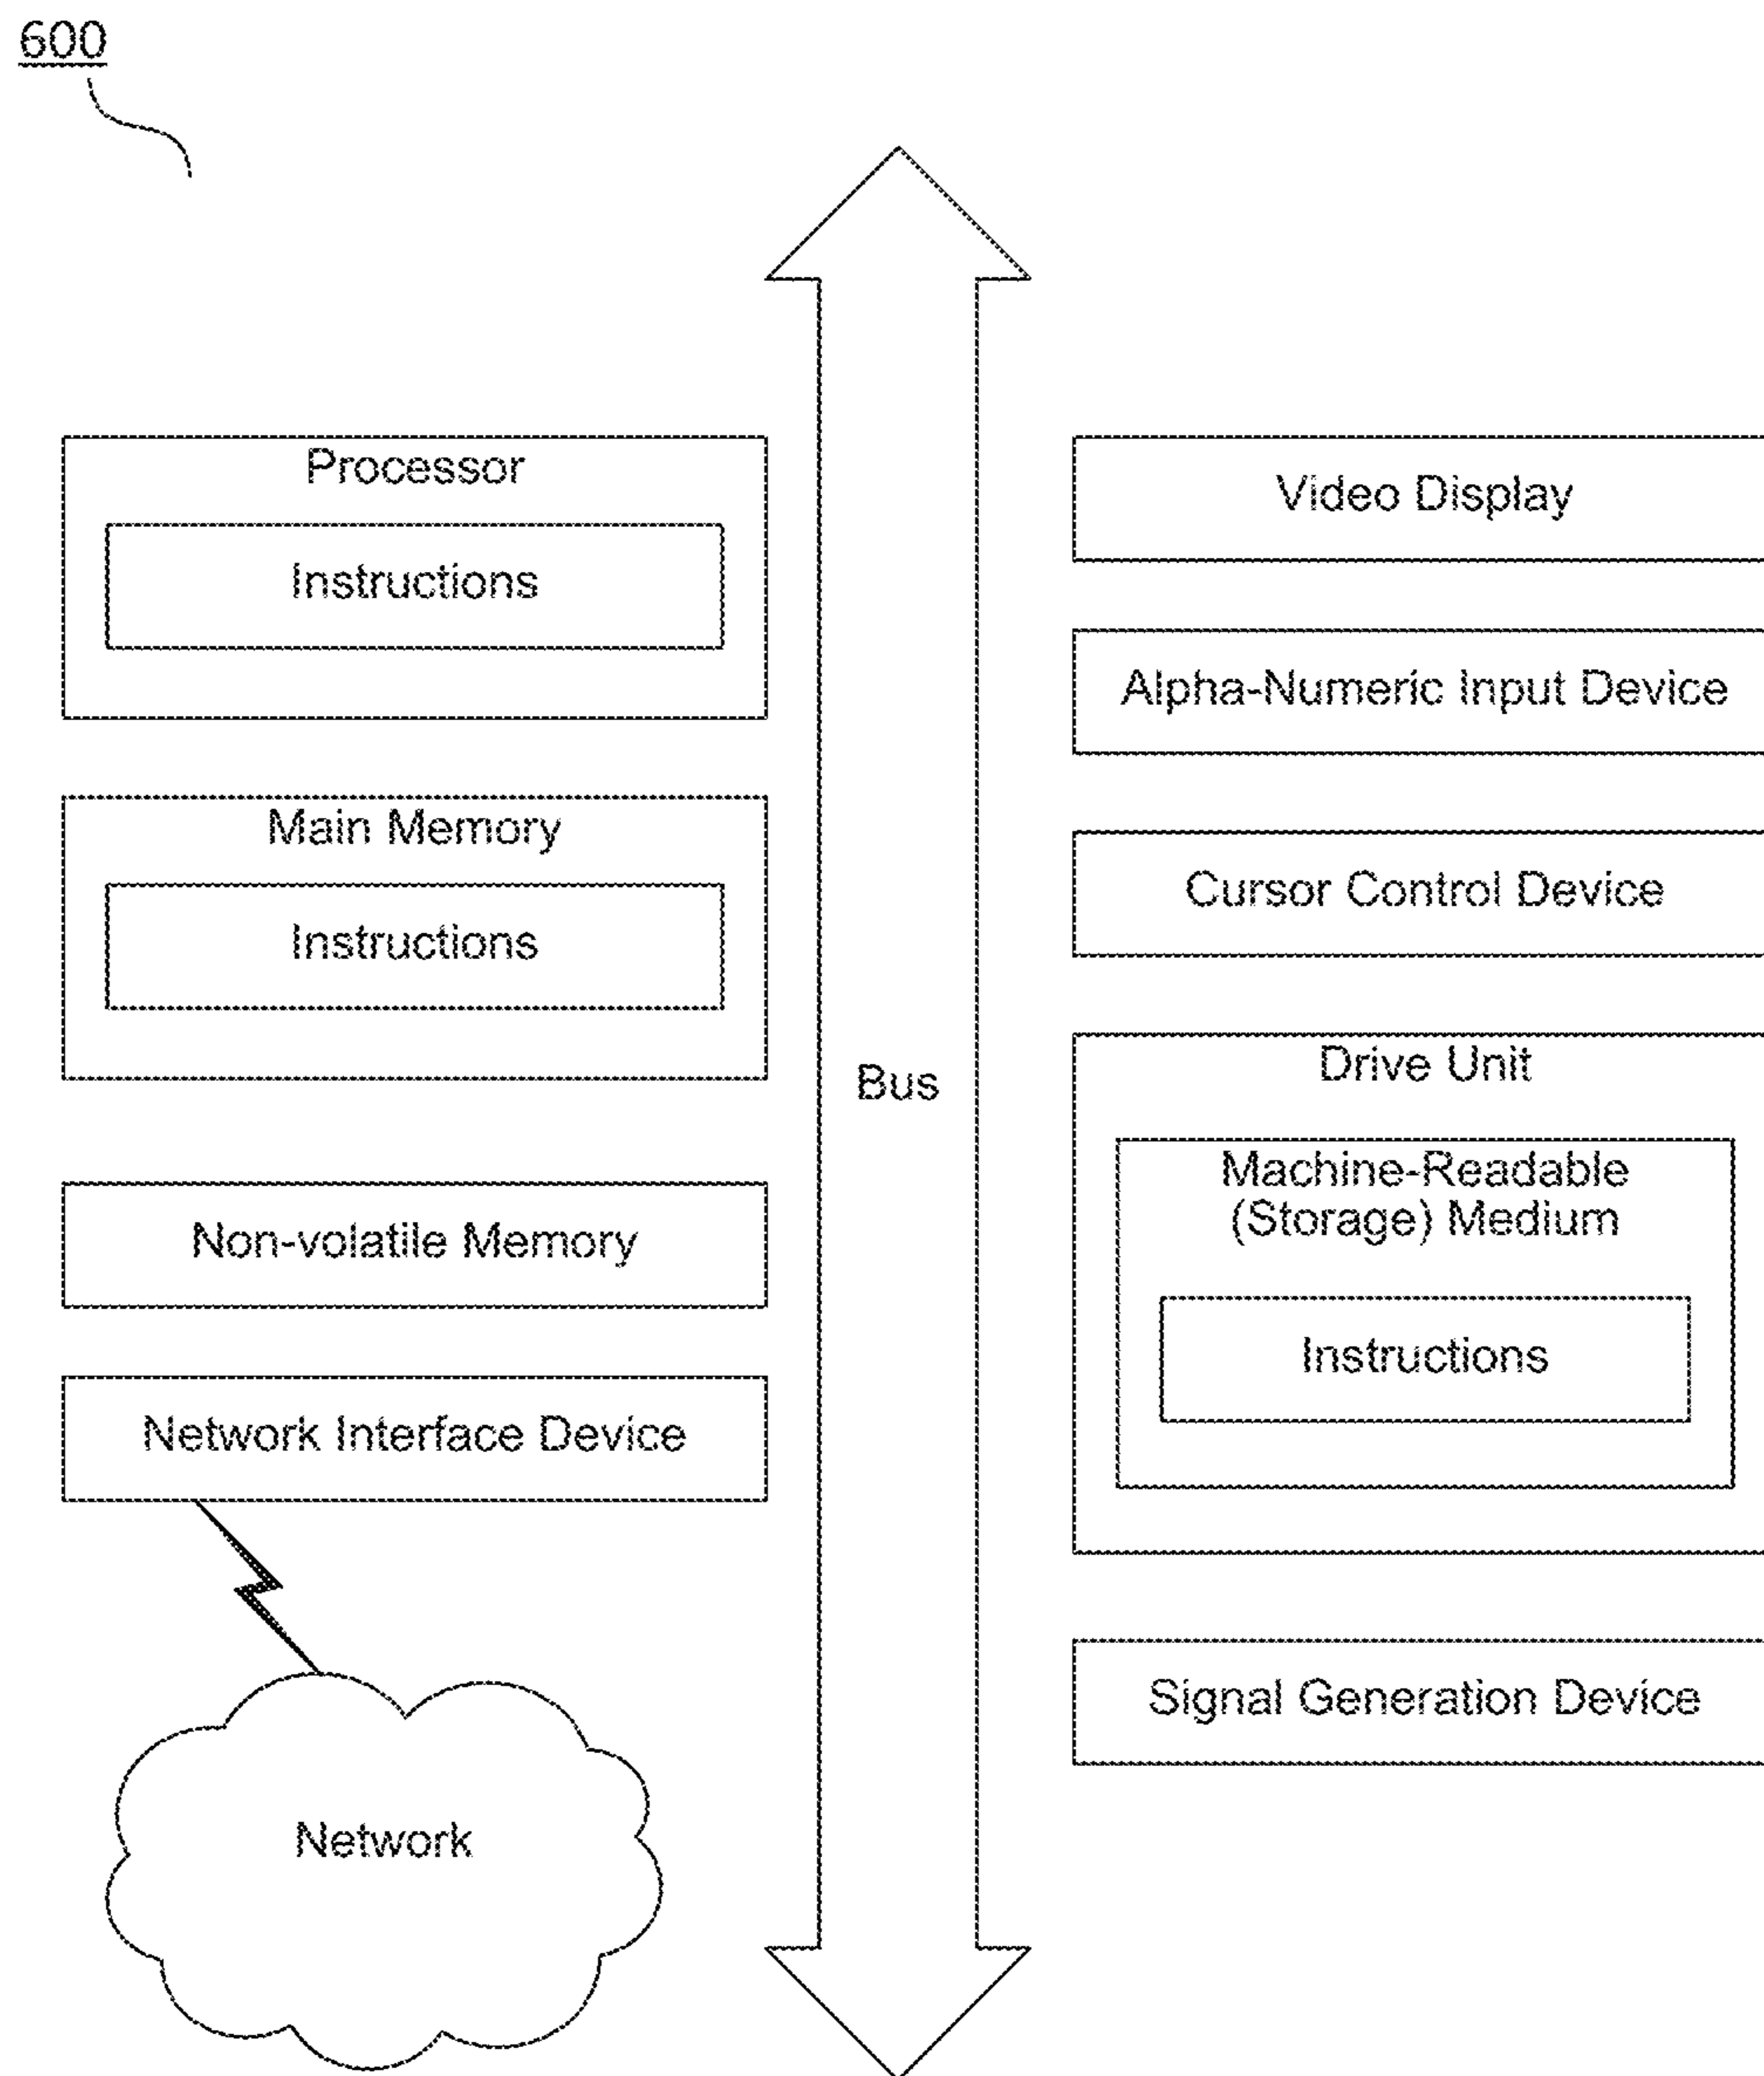 600
Processor
Instructions
Main Memory
Instructions
Non-volatile Memory
Network Interface Device
Network
Bus
Video Display
Alpha-Numeric Input Device
Cursor Control Device
Drive Unit
Machine-Readable
(Storage) Medium
Instructions
Signal Generation Device